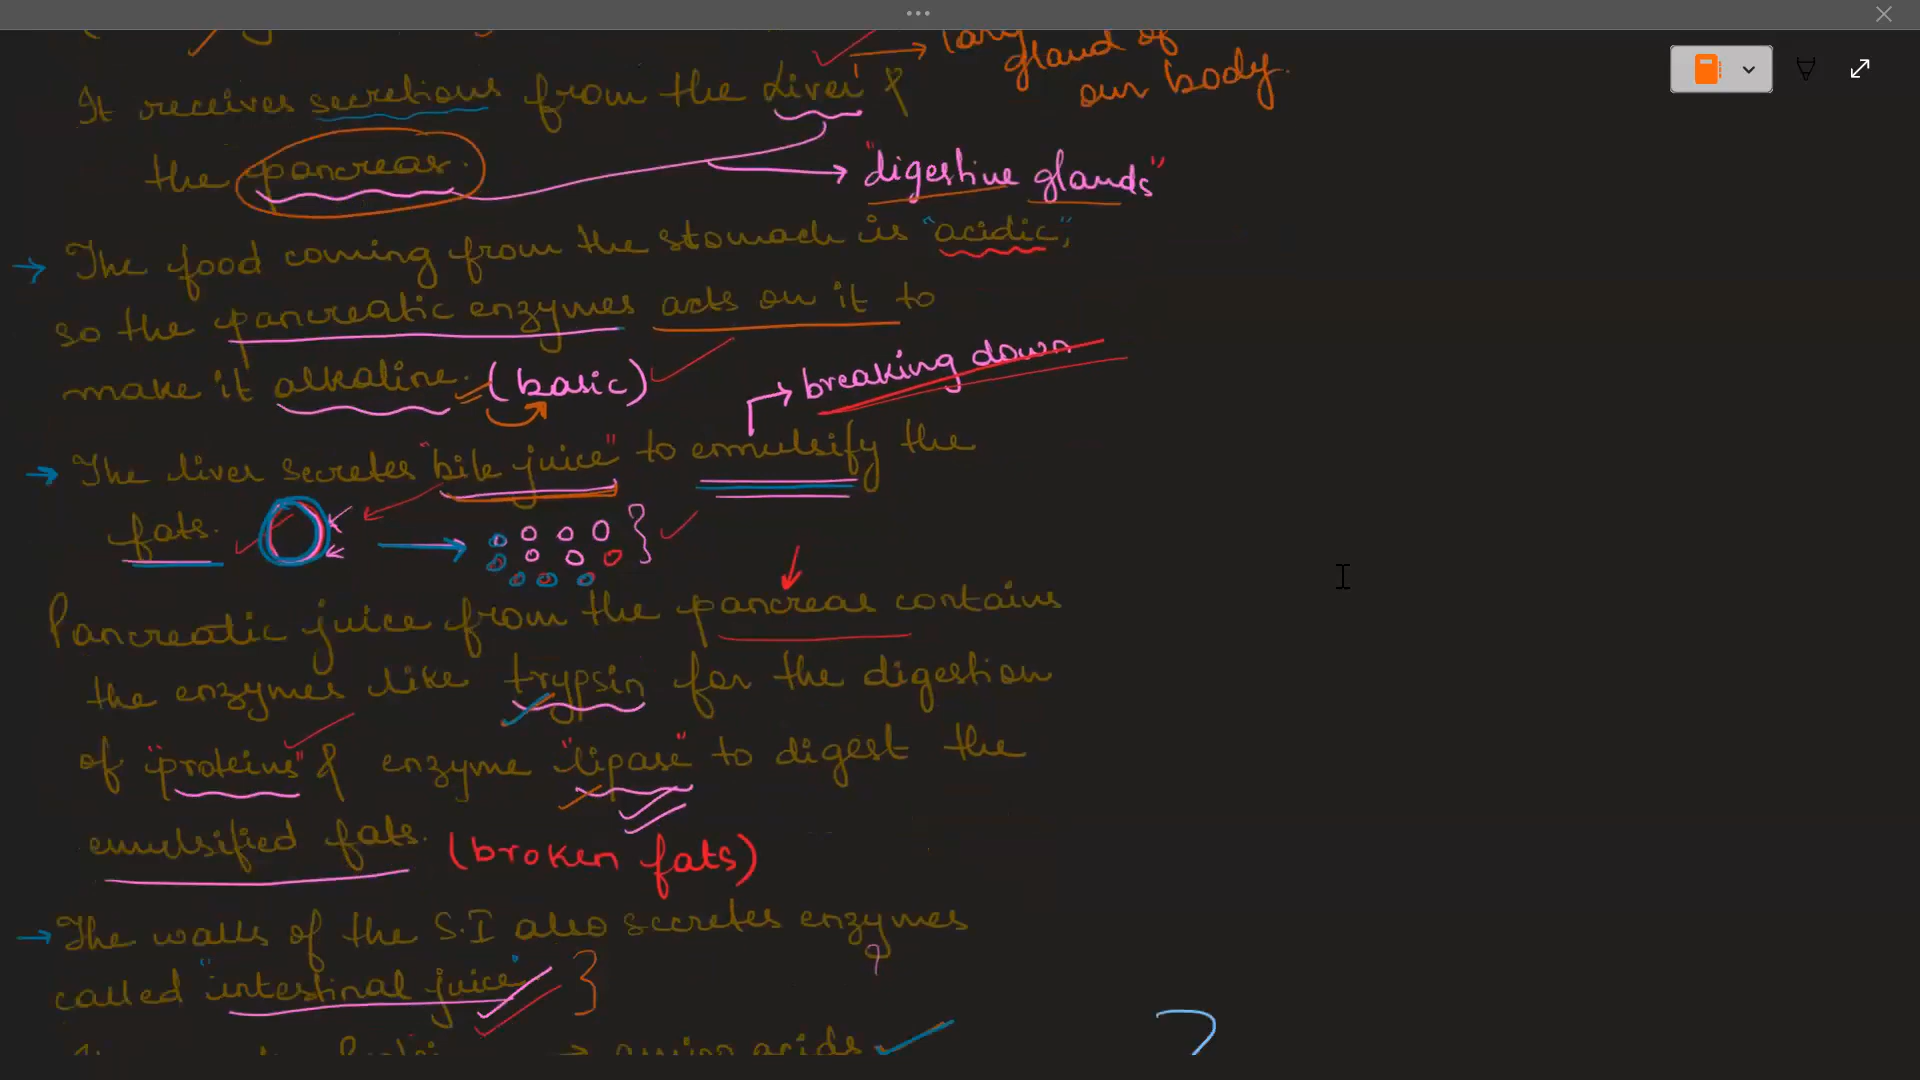 gland of
our body.
It receives secretions from the Liver &
the pancreas.
"digestive glands"
→ The food coming from the stomach is "acidic",
so the pancreatic enzymes acts on it to
make it alkaline. (basic)
→ breaking down
→ The liver secretes "bile juice" to emmulsify the
fats.
Pancreatic juice from the pancreas contains
the enzymes like trypsin for the digestion
of "proteins" & enzyme "lipase" to digest the
emulsified fats. (broken fats)
→ The walls of the S.I also secretes enzymes
called "intestinal juice"
→ amino acids